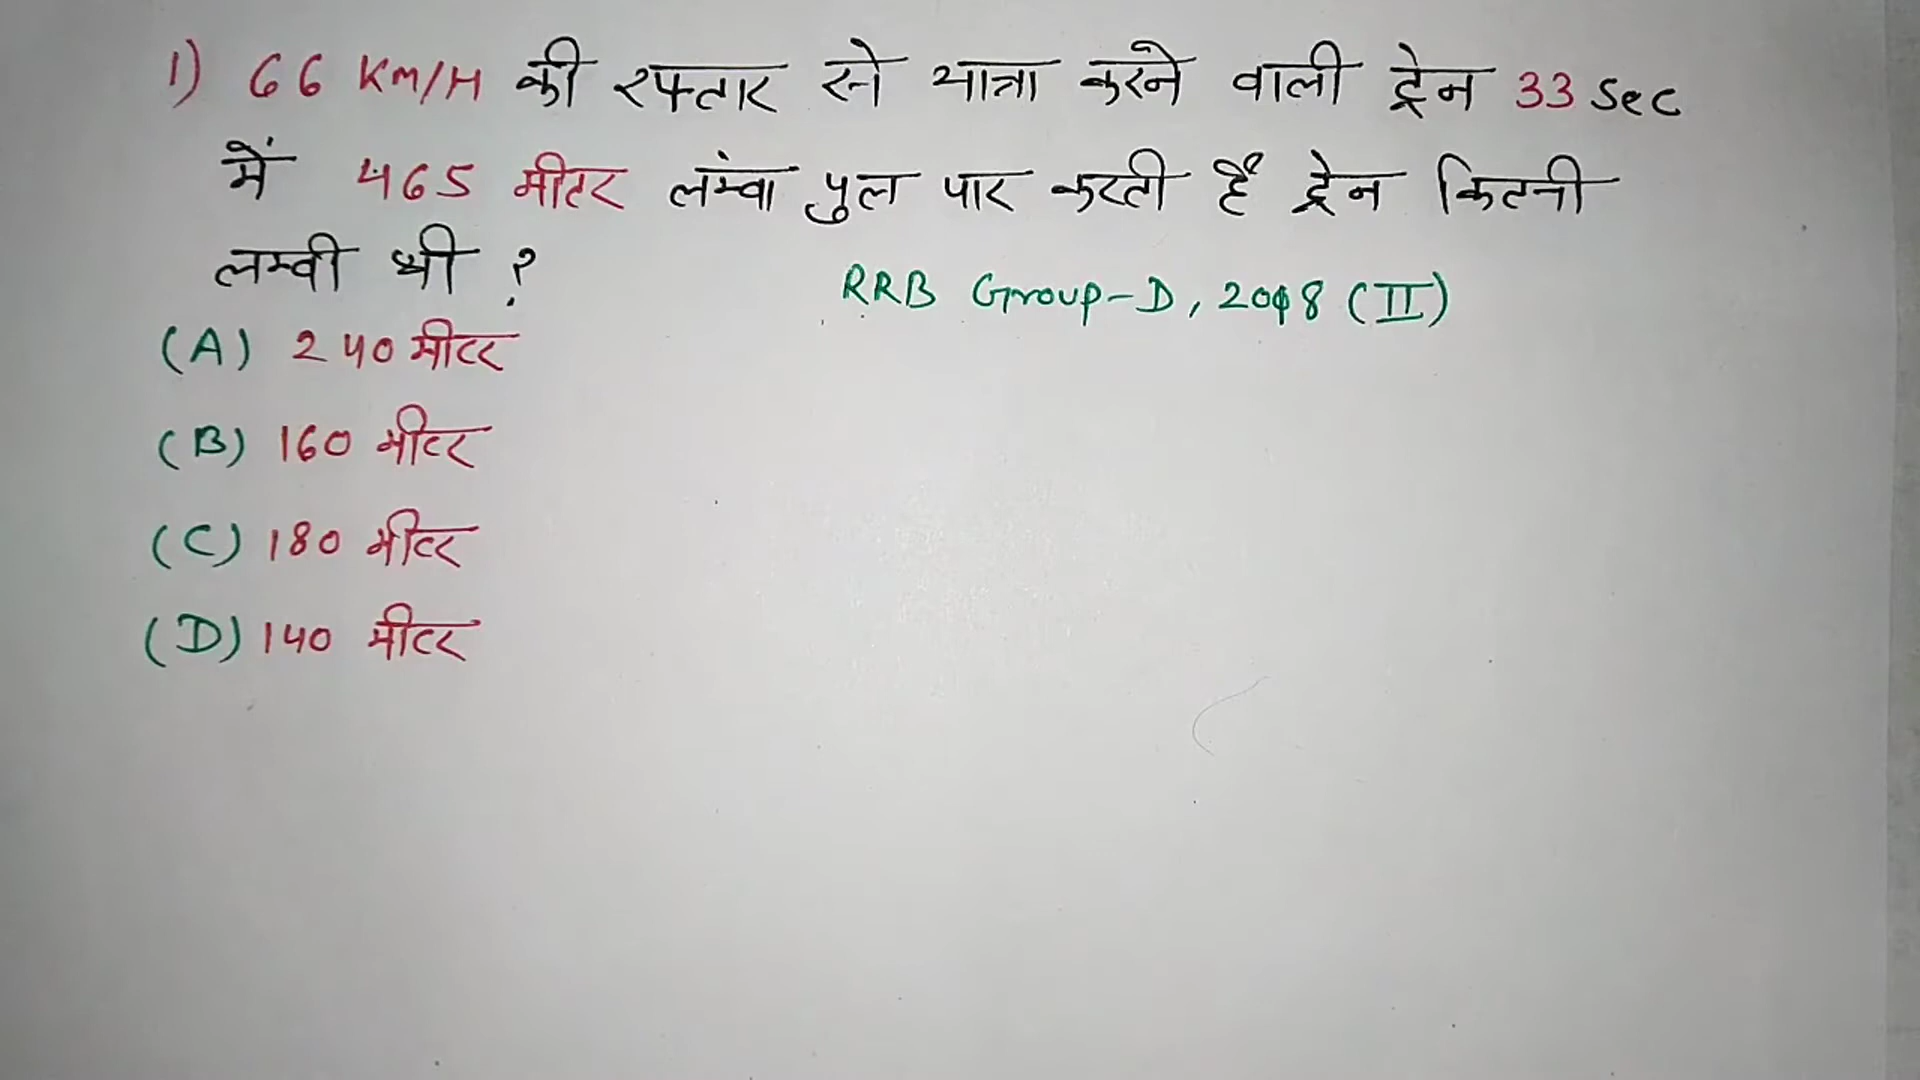 1) 66 KM/H की रफ्तार से यात्रा करने वाली ट्रेन 33 Sec
में 465 मीटर लंम्वा पुल पार करती हैं ट्रेन कितनी
लम्वी थी ?
RRB Group-D, 2018 (II)
(A) 240 मीटर
(B) 160 मीटर
(C) 180 मीटर
(D) 140 मीटर